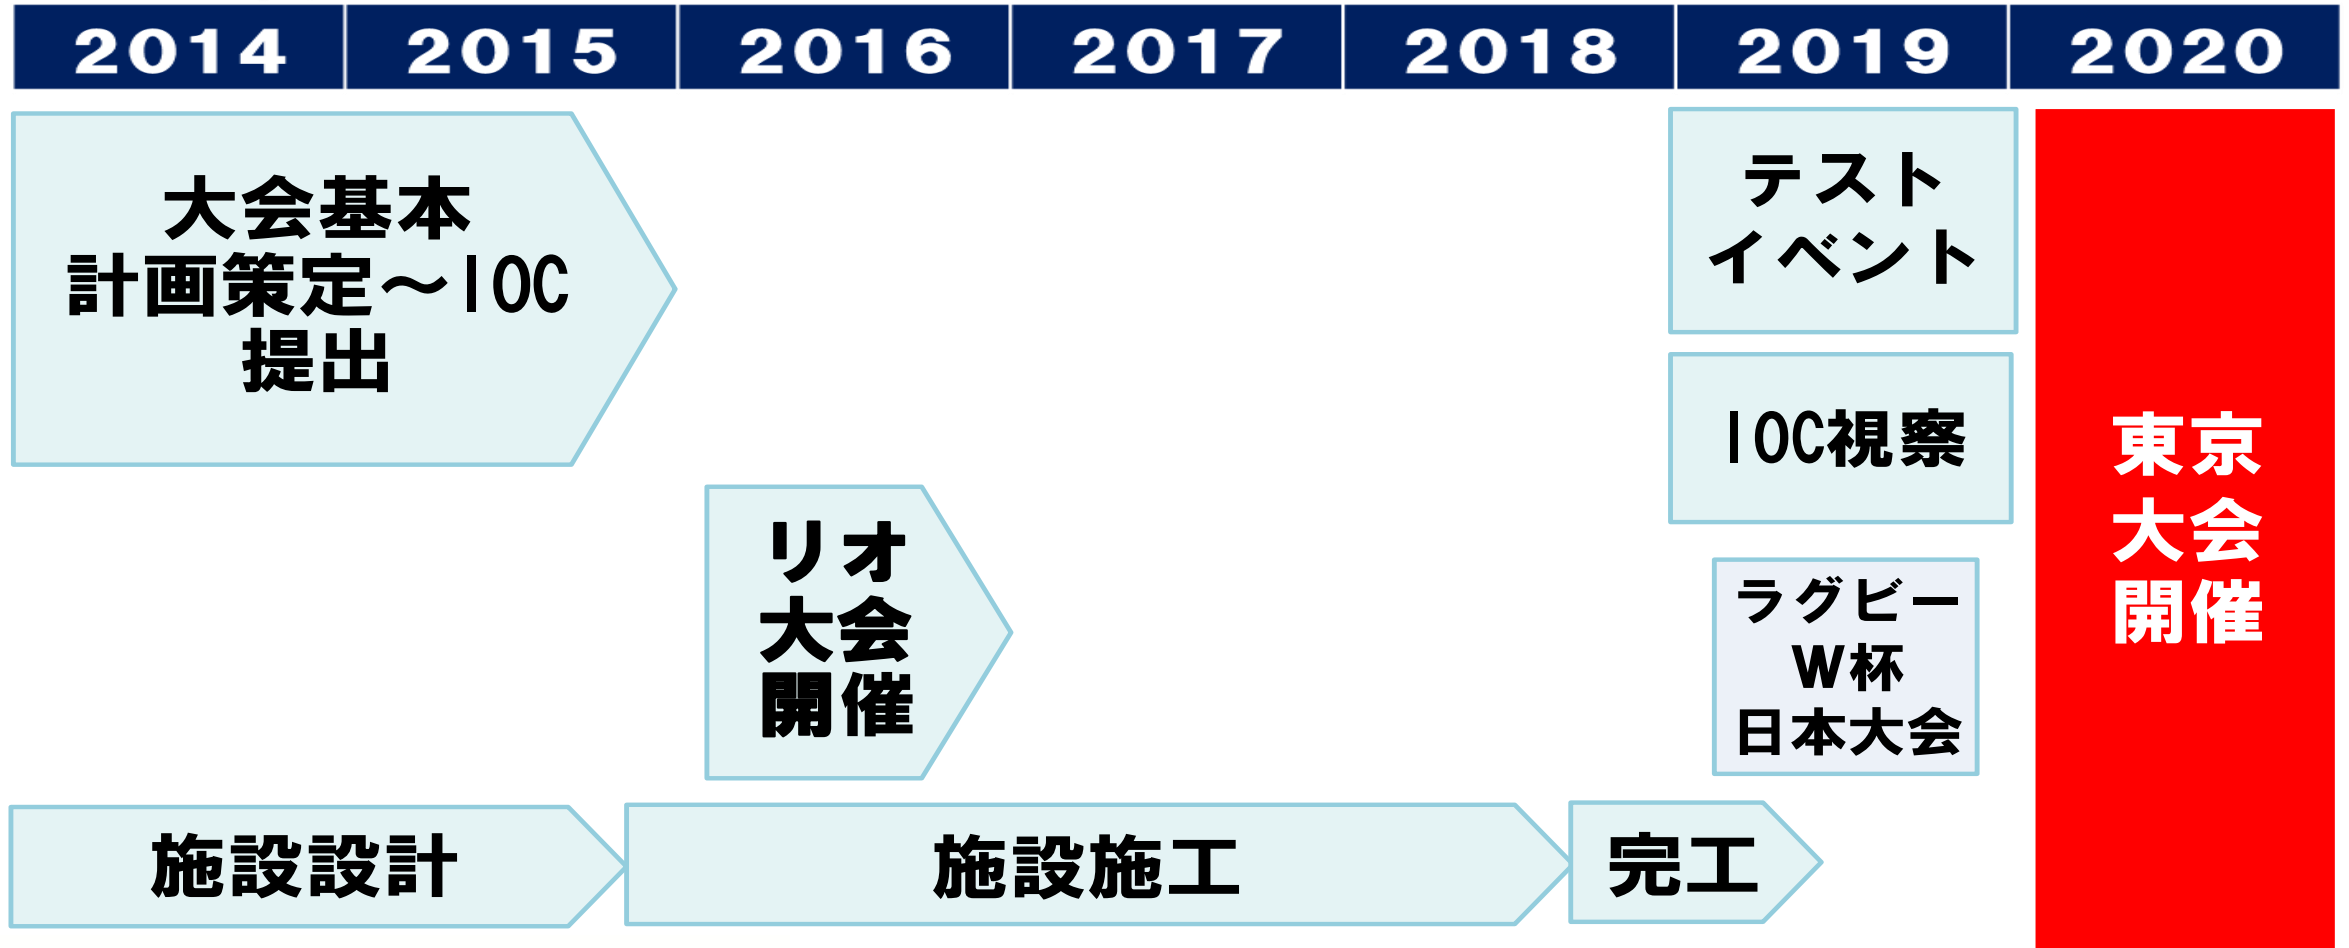 2014 2015 2016 2017 2018 2019 2020
大会基本
計画策定～IOC
提出
テスト
イベント
IOC視察
リオ
大会
開催
ラグビー
W杯
日本大会
東京
大会
開催
施設設計
施設施工
完工